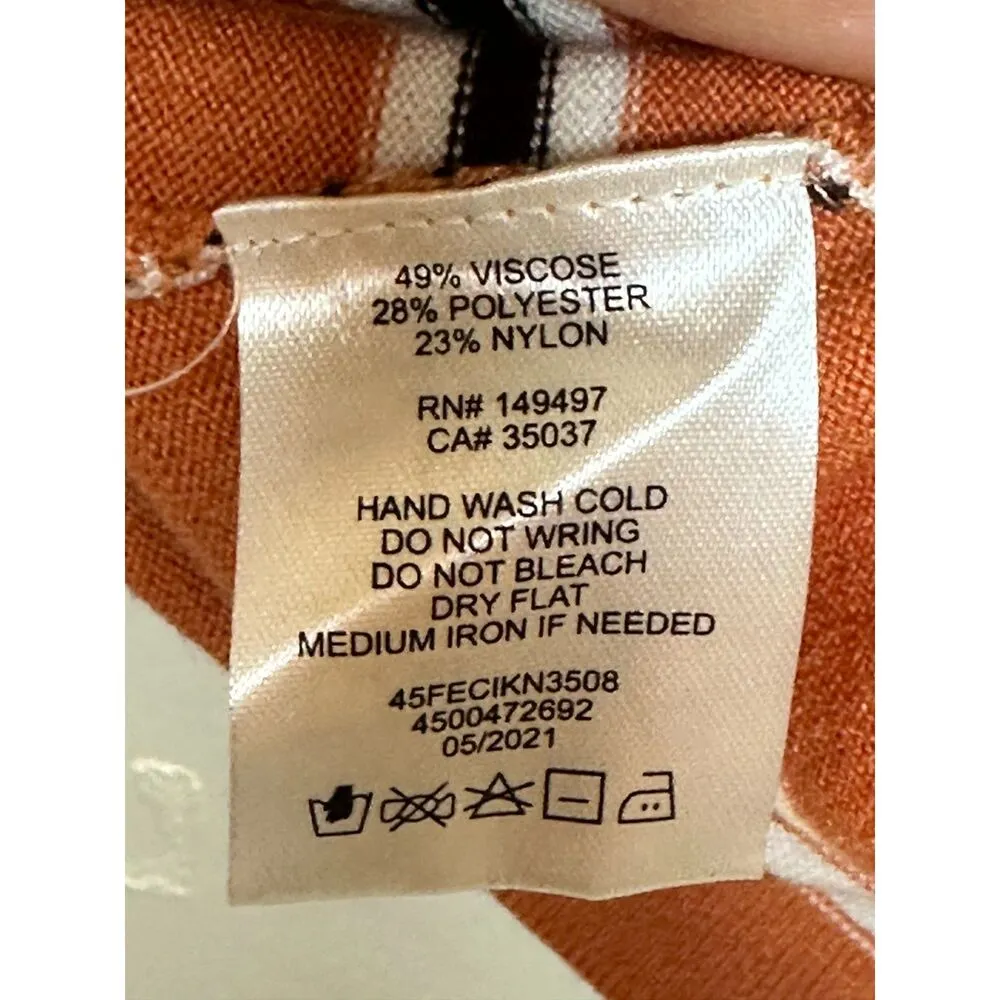 49% VISCOSE
28% POLYESTER
23% NYLON
RN# 149497
CA# 35037
HAND WASH COLD
DO NOT WRING
DO NOT BLEACH
DRY FLAT
MEDIUM IRON IF NEEDED
45FECIKN3508
4500472692
05/2021